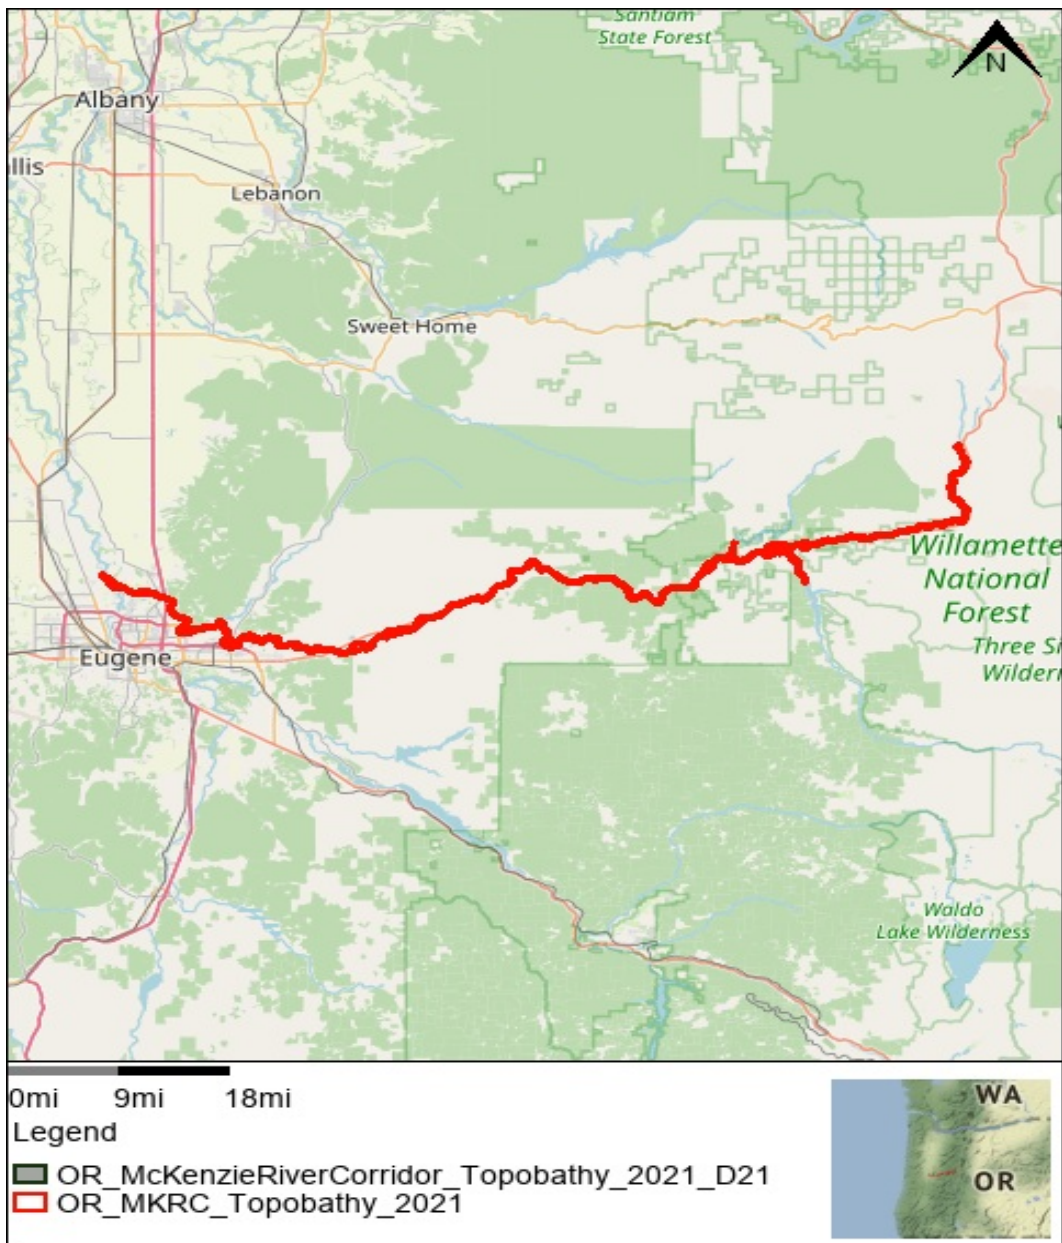 Santiam
State Forest
N
Albany
llis
Lebanon
Sweet Home
Willamette
National
Forest
Three Si
Wildern
Eugene
Waldo
Lake Wilderness
0mi 9mi 18mi
Legend
OR_McKenzieRiverCorridor_Topobathy_2021_D21
OR_MKRC_Topobathy_2021
WA
OR